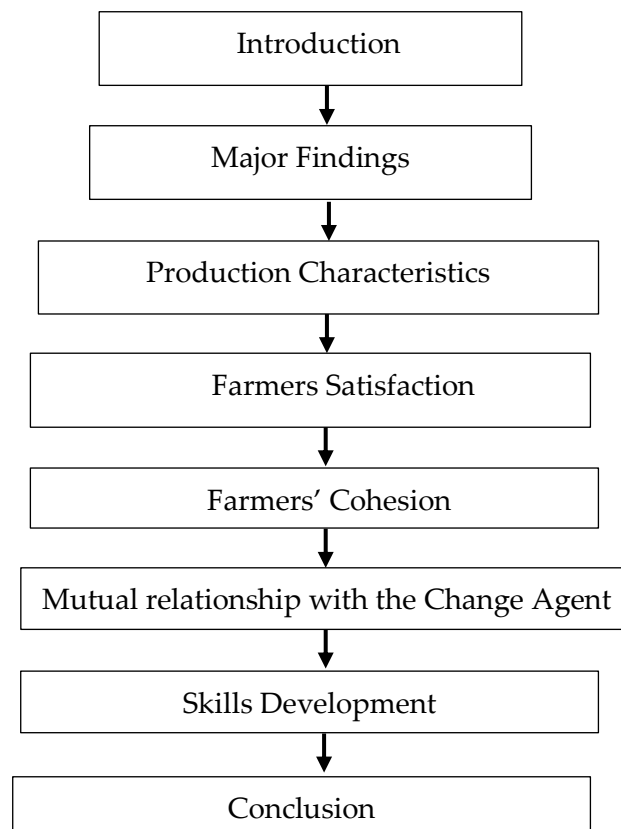 Introduction
Major Findings
Production Characteristics
Farmers Satisfaction
Farmers’ Cohesion
Mutual relationship with the Change Agent
Skills Development
Conclusion